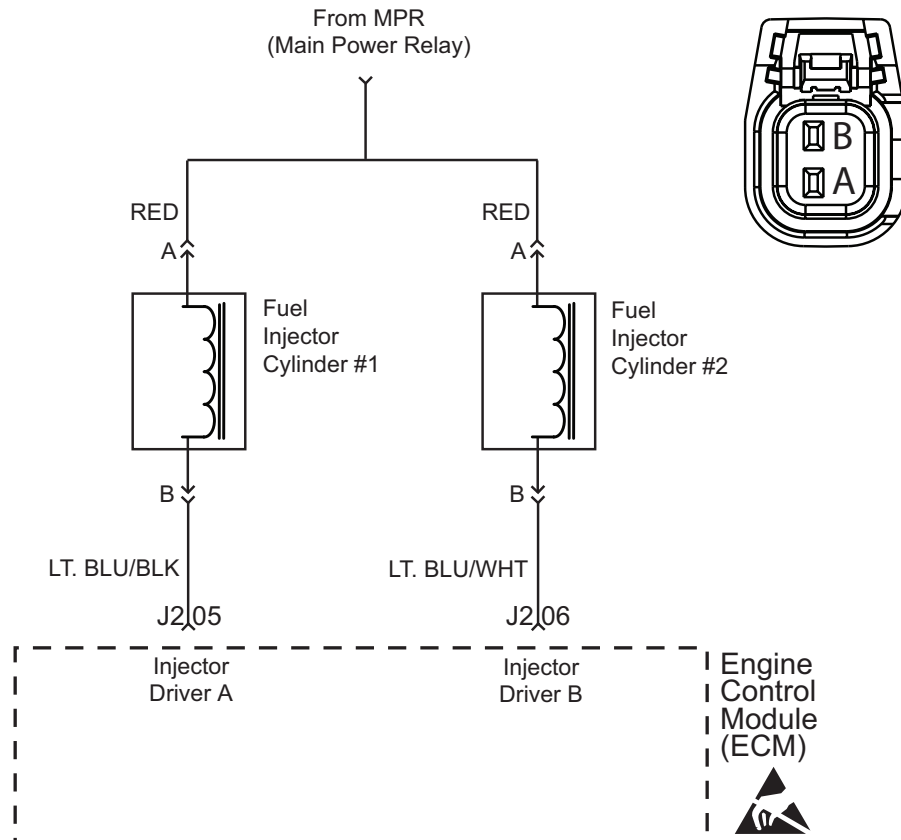 From MPR
(Main Power Relay)
B
A
RED
RED
A
A
Fuel
Injector
Cylinder #1
Fuel
Injector
Cylinder #2
B
B
LT. BLU/BLK
LT. BLU/WHT
J2 05
J2 06
Injector
Driver A
Injector
Driver B
Engine
Control
Module
(ECM)